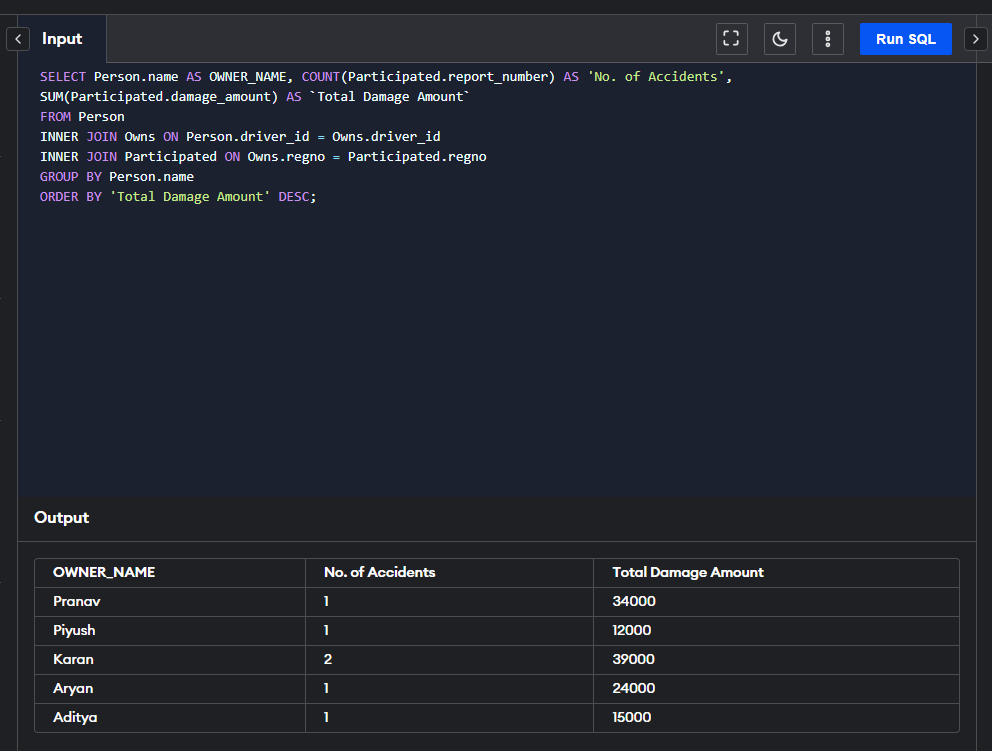 Input
Run SQL
SELECT Person.name AS OWNER_NAME, COUNT(Participated.report_number) AS 'No. of Accidents',
SUM(Participated.damage_amount) AS `Total Damage Amount`
FROM Person
INNER JOIN Owns ON Person.driver_id = Owns.driver_id
INNER JOIN Participated ON Owns.regno = Participated.regno
GROUP BY Person.name
ORDER BY 'Total Damage Amount' DESC;
Output
OWNER_NAME No. of Accidents Total Damage Amount
Pranav 1 34000
Piyush 1 12000
Karan 2 39000
Aryan 1 24000
Aditya 1 15000